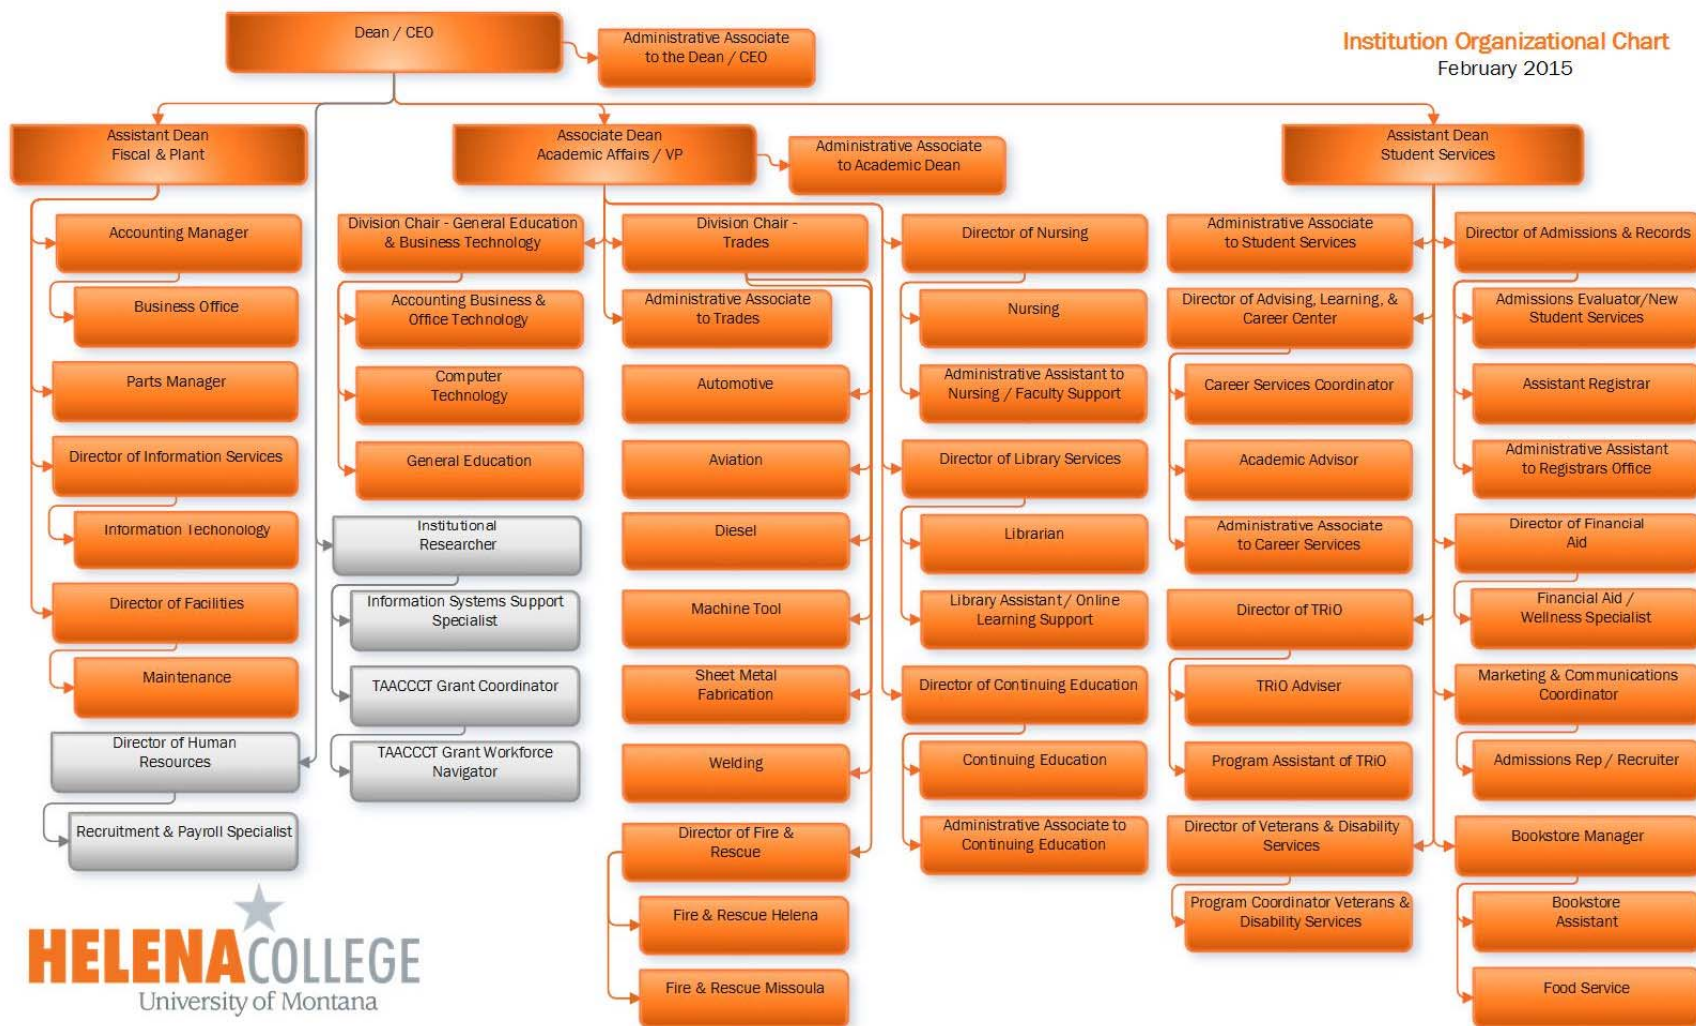 Institution Organizational Chart
February 2015
Dean / CEO
Administrative Associate
to the Dean / CEO
Assistant Dean
Fiscal & Plant
Accounting Manager
Business Office
Parts Manager
Director of Information Services
Information Techonology
Director of Facilities
Maintenance
Director of Human
Resources
Recruitment & Payroll Specialist
Associate Dean
Academic Affairs / VP
Administrative Associate
to Academic Dean
Division Chair - General Education
& Business Technology
Accounting Business &
Office Technology
Computer
Technology
General Education
Institutional
Researcher
Information Systems Support
Specialist
TAACCCT Grant Coordinator
TAACCCT Grant Workforce
Navigator
Division Chair -
Trades
Administrative Associate
to Trades
Automotive
Aviation
Diesel
Machine Tool
Sheet Metal
Fabrication
Welding
Director of Fire &
Rescue
Fire & Rescue Helena
Fire & Rescue Missoula
Director of Nursing
Nursing
Administrative Assistant to
Nursing / Faculty Support
Director of Library Services
Librarian
Library Assistant / Online
Learning Support
Director of Continuing Education
Continuing Education
Administrative Associate to
Continuing Education
Assistant Dean
Student Services
Administrative Associate
to Student Services
Director of Advising, Learning, &
Career Center
Career Services Coordinator
Academic Advisor
Administrative Associate
to Career Services
Director of TRiO
TRiO Adviser
Program Assistant of TRiO
Director of Veterans & Disability
Services
Program Coordinator Veterans &
Disability Services
Director of Admissions & Records
Admissions Evaluator/New
Student Services
Assistant Registrar
Administrative Assistant
to Registrars Office
Director of Financial
Aid
Financial Aid /
Wellness Specialist
Marketing & Communications
Coordinator
Admissions Rep / Recruiter
Bookstore Manager
Bookstore
Assistant
Food Service
HELENA COLLEGE
University of Montana